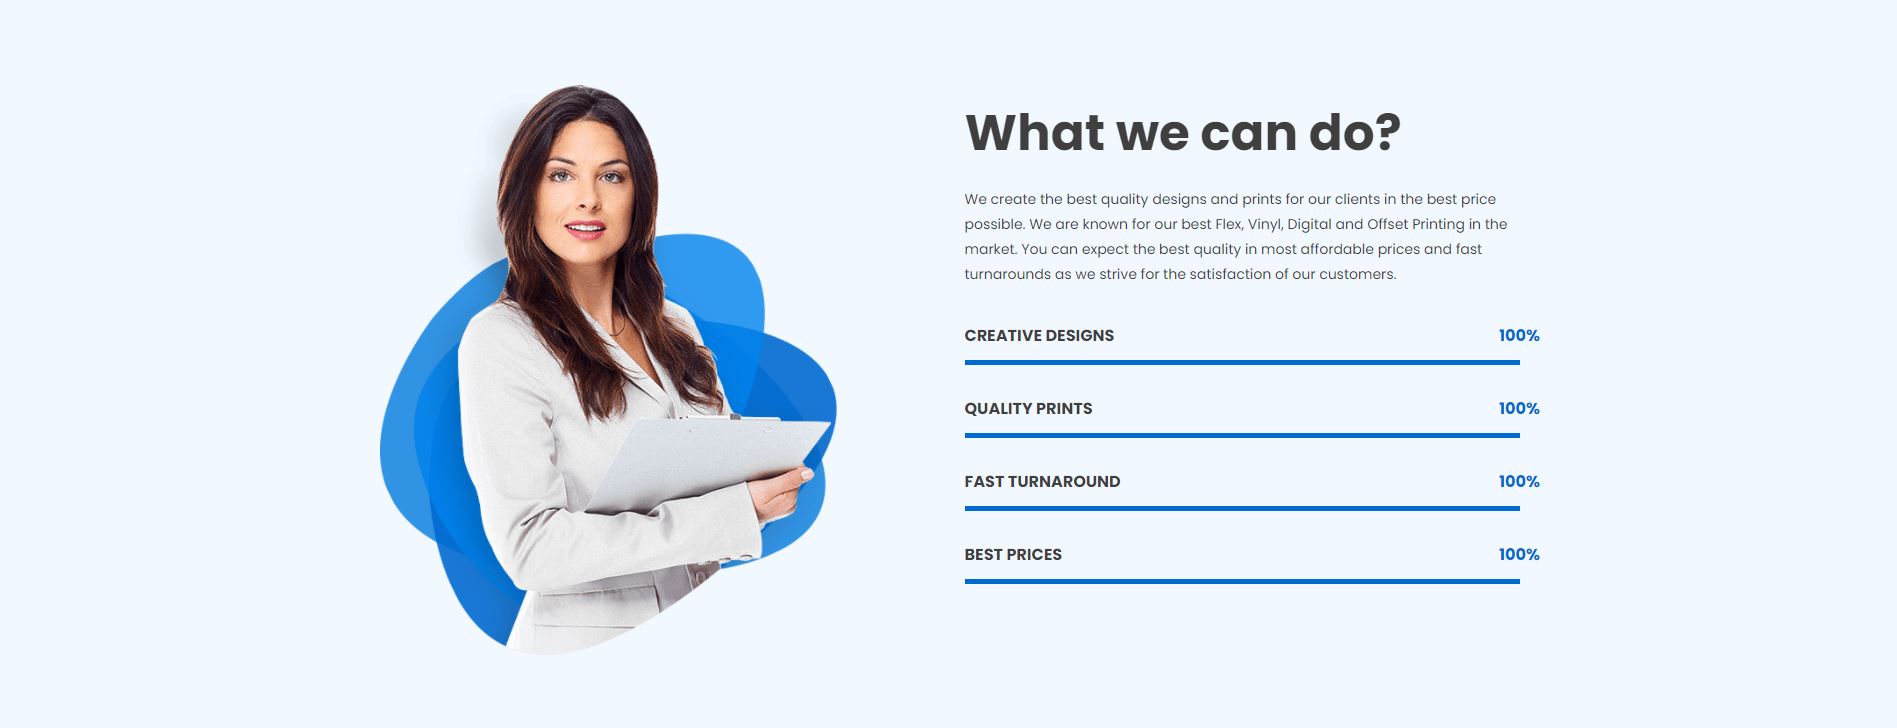 What we can do?
We create the best quality designs and prints for our clients in the best price
possible. We are known for our best Flex, Vinyl, Digital and Offset Printing in the
market. You can expect the best quality in most affordable prices and fast
turnarounds as we strive for the satisfaction of our customers.
CREATIVE DESIGNS 100%
QUALITY PRINTS 100%
FAST TURNAROUND 100%
BEST PRICES 100%